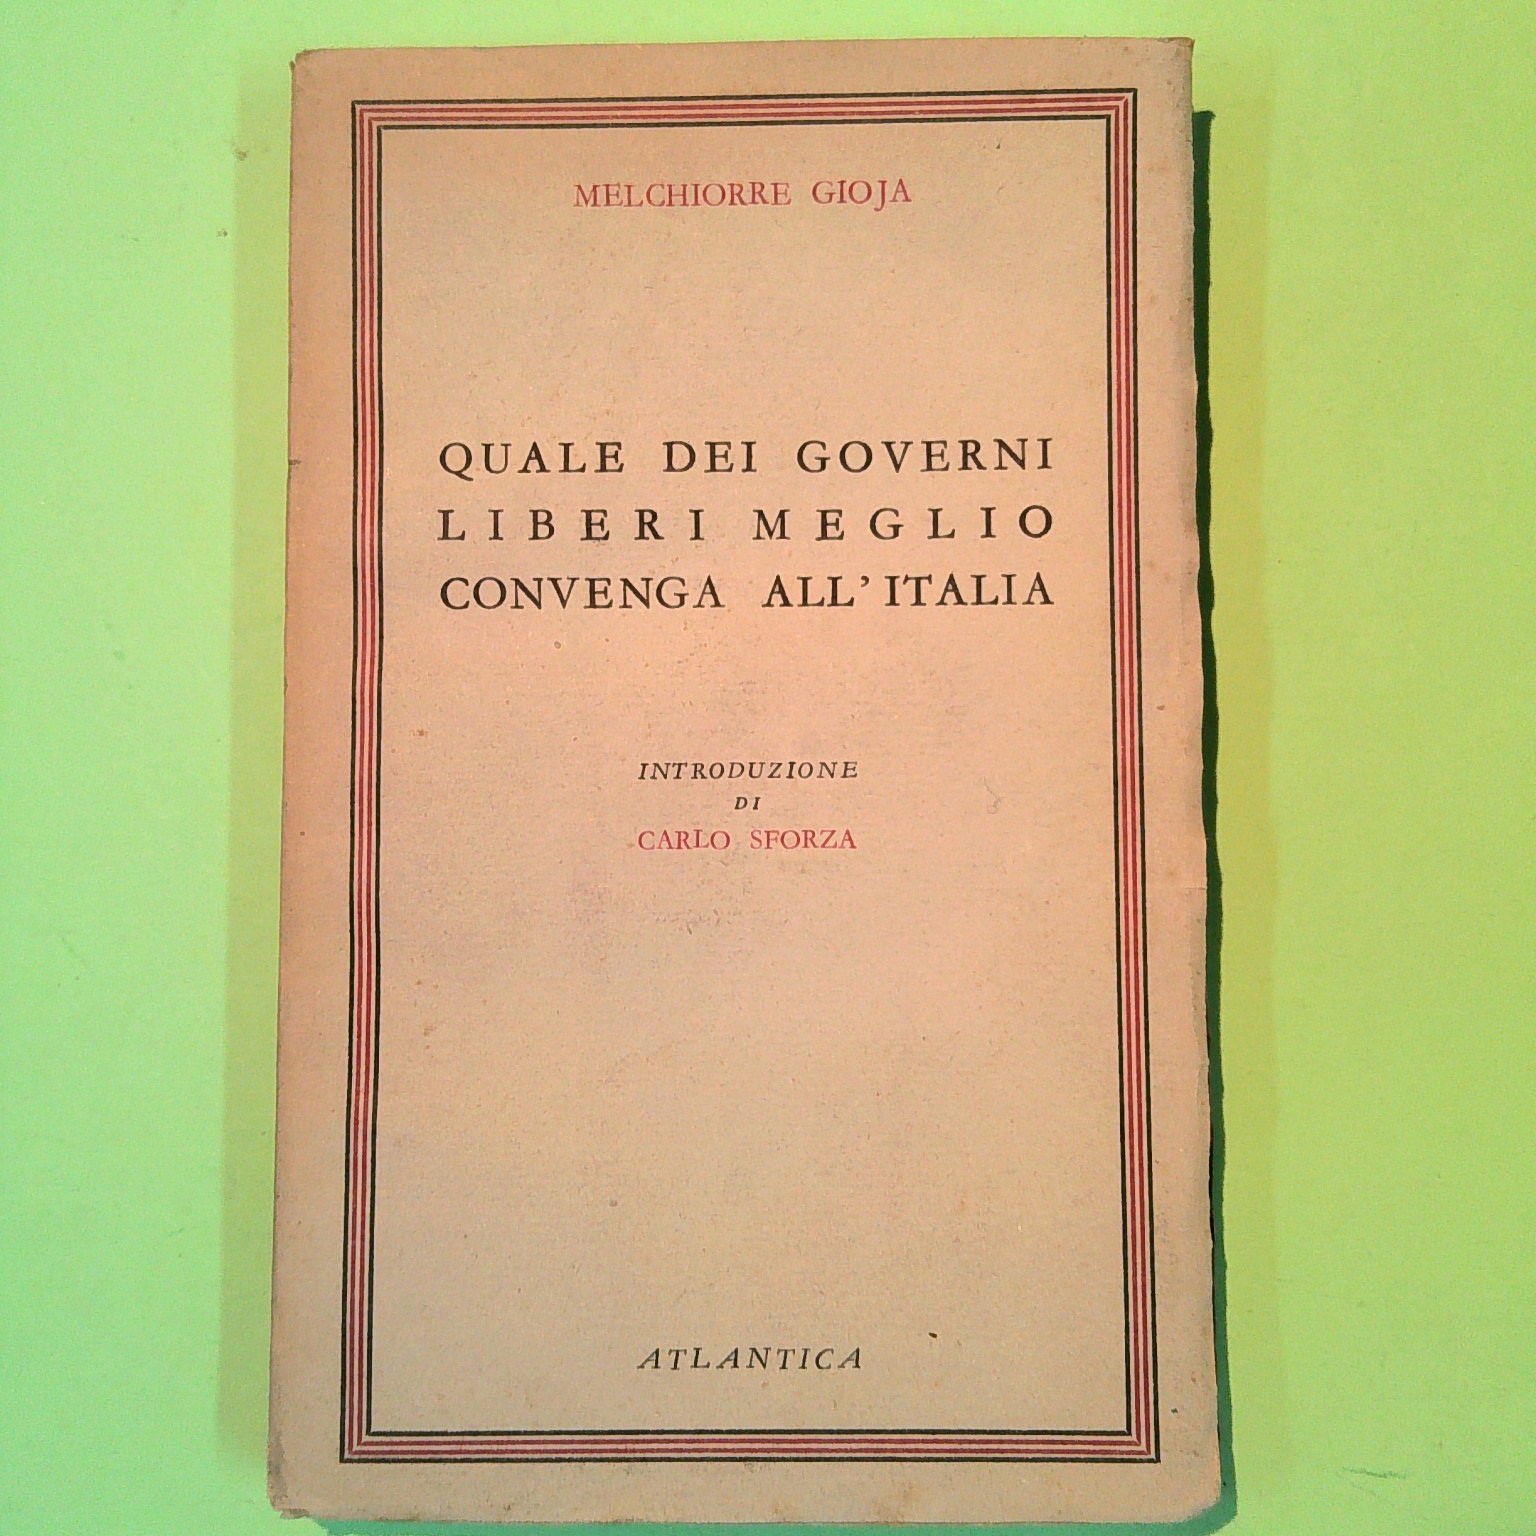 MELCHIORRE GIOJA
QUALE DEI GOVERNI
LIBERI MEGLIO
CONVENGA ALL'ITALIA
INTRODUZIONE
DI
CARLO SFORZA
ATLANTICA